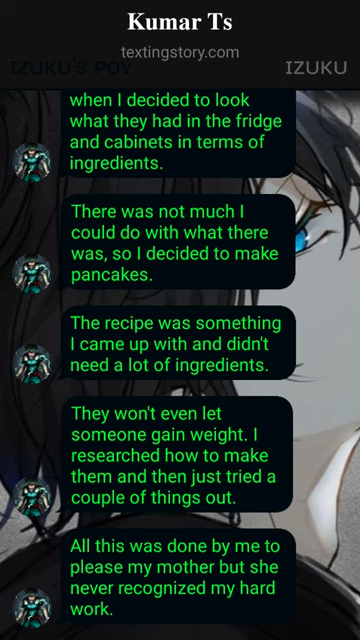 Kumar Ts
textingstory.com
IZUKU'S POV
IZUKU
when I decided to look
what they had in the fridge
and cabinets in terms of
ingredients.
There was not much I
could do with what there
was, so I decided to make
pancakes.
The recipe was something
I came up with and didn't
need a lot of ingredients.
They won't even let
someone gain weight. I
researched how to make
them and then just tried a
couple of things out.
All this was done by me to
please my mother but she
never recognized my hard
work.